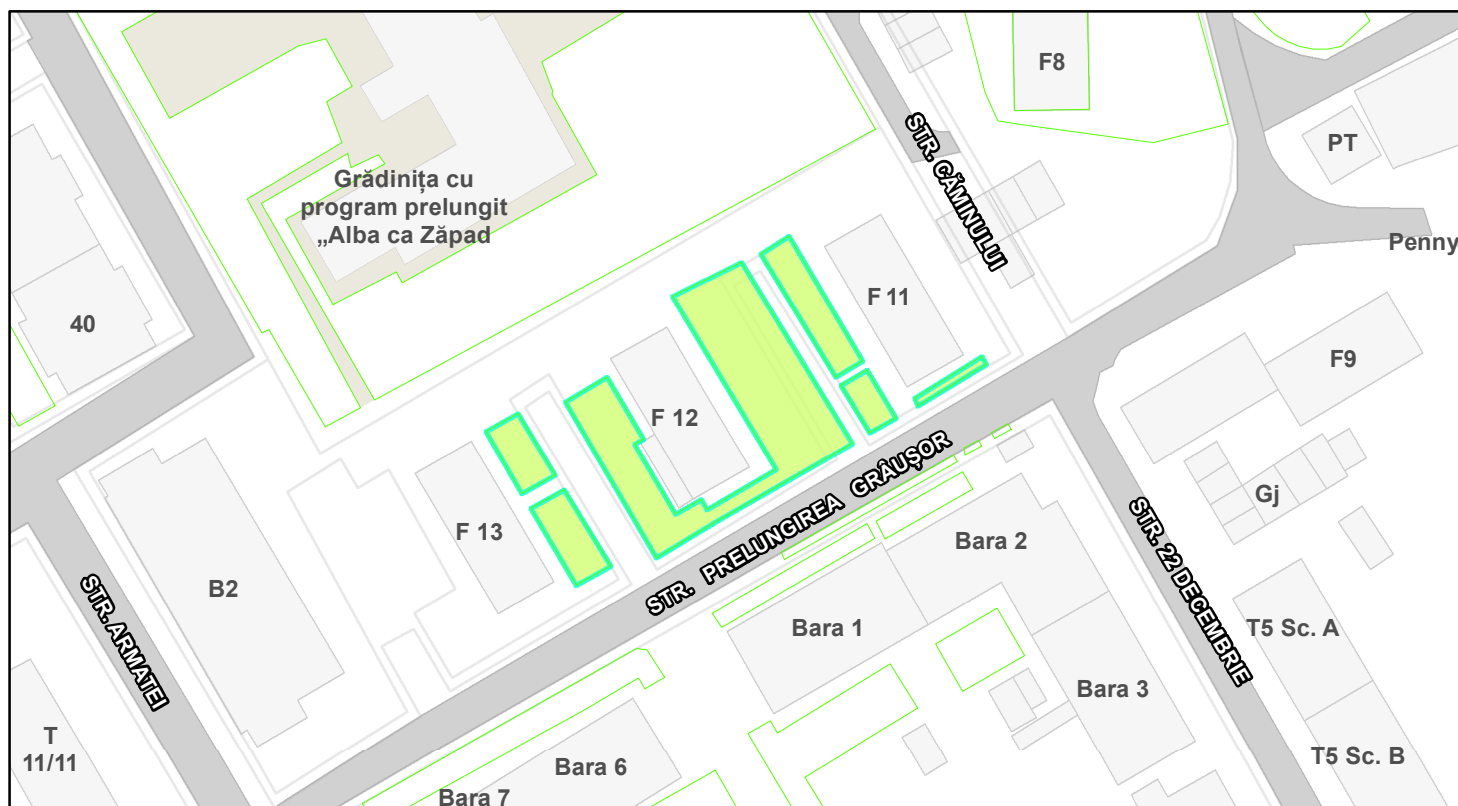 F8
PT
STR. CĂMINULUI
Grădinița cu
program prelungit
„Alba ca Zăpad
Penny
F 11
40
F9
F 12
STR. PRELUNGIREA GRÂUȘOR
Gj
F 13
Bara 2
STR. 22 DECEMBRIE
B2
STR. ARMATEI
Bara 1
T5 Sc. A
Bara 3
T
11/11
Bara 6
T5 Sc. B
Bara 7